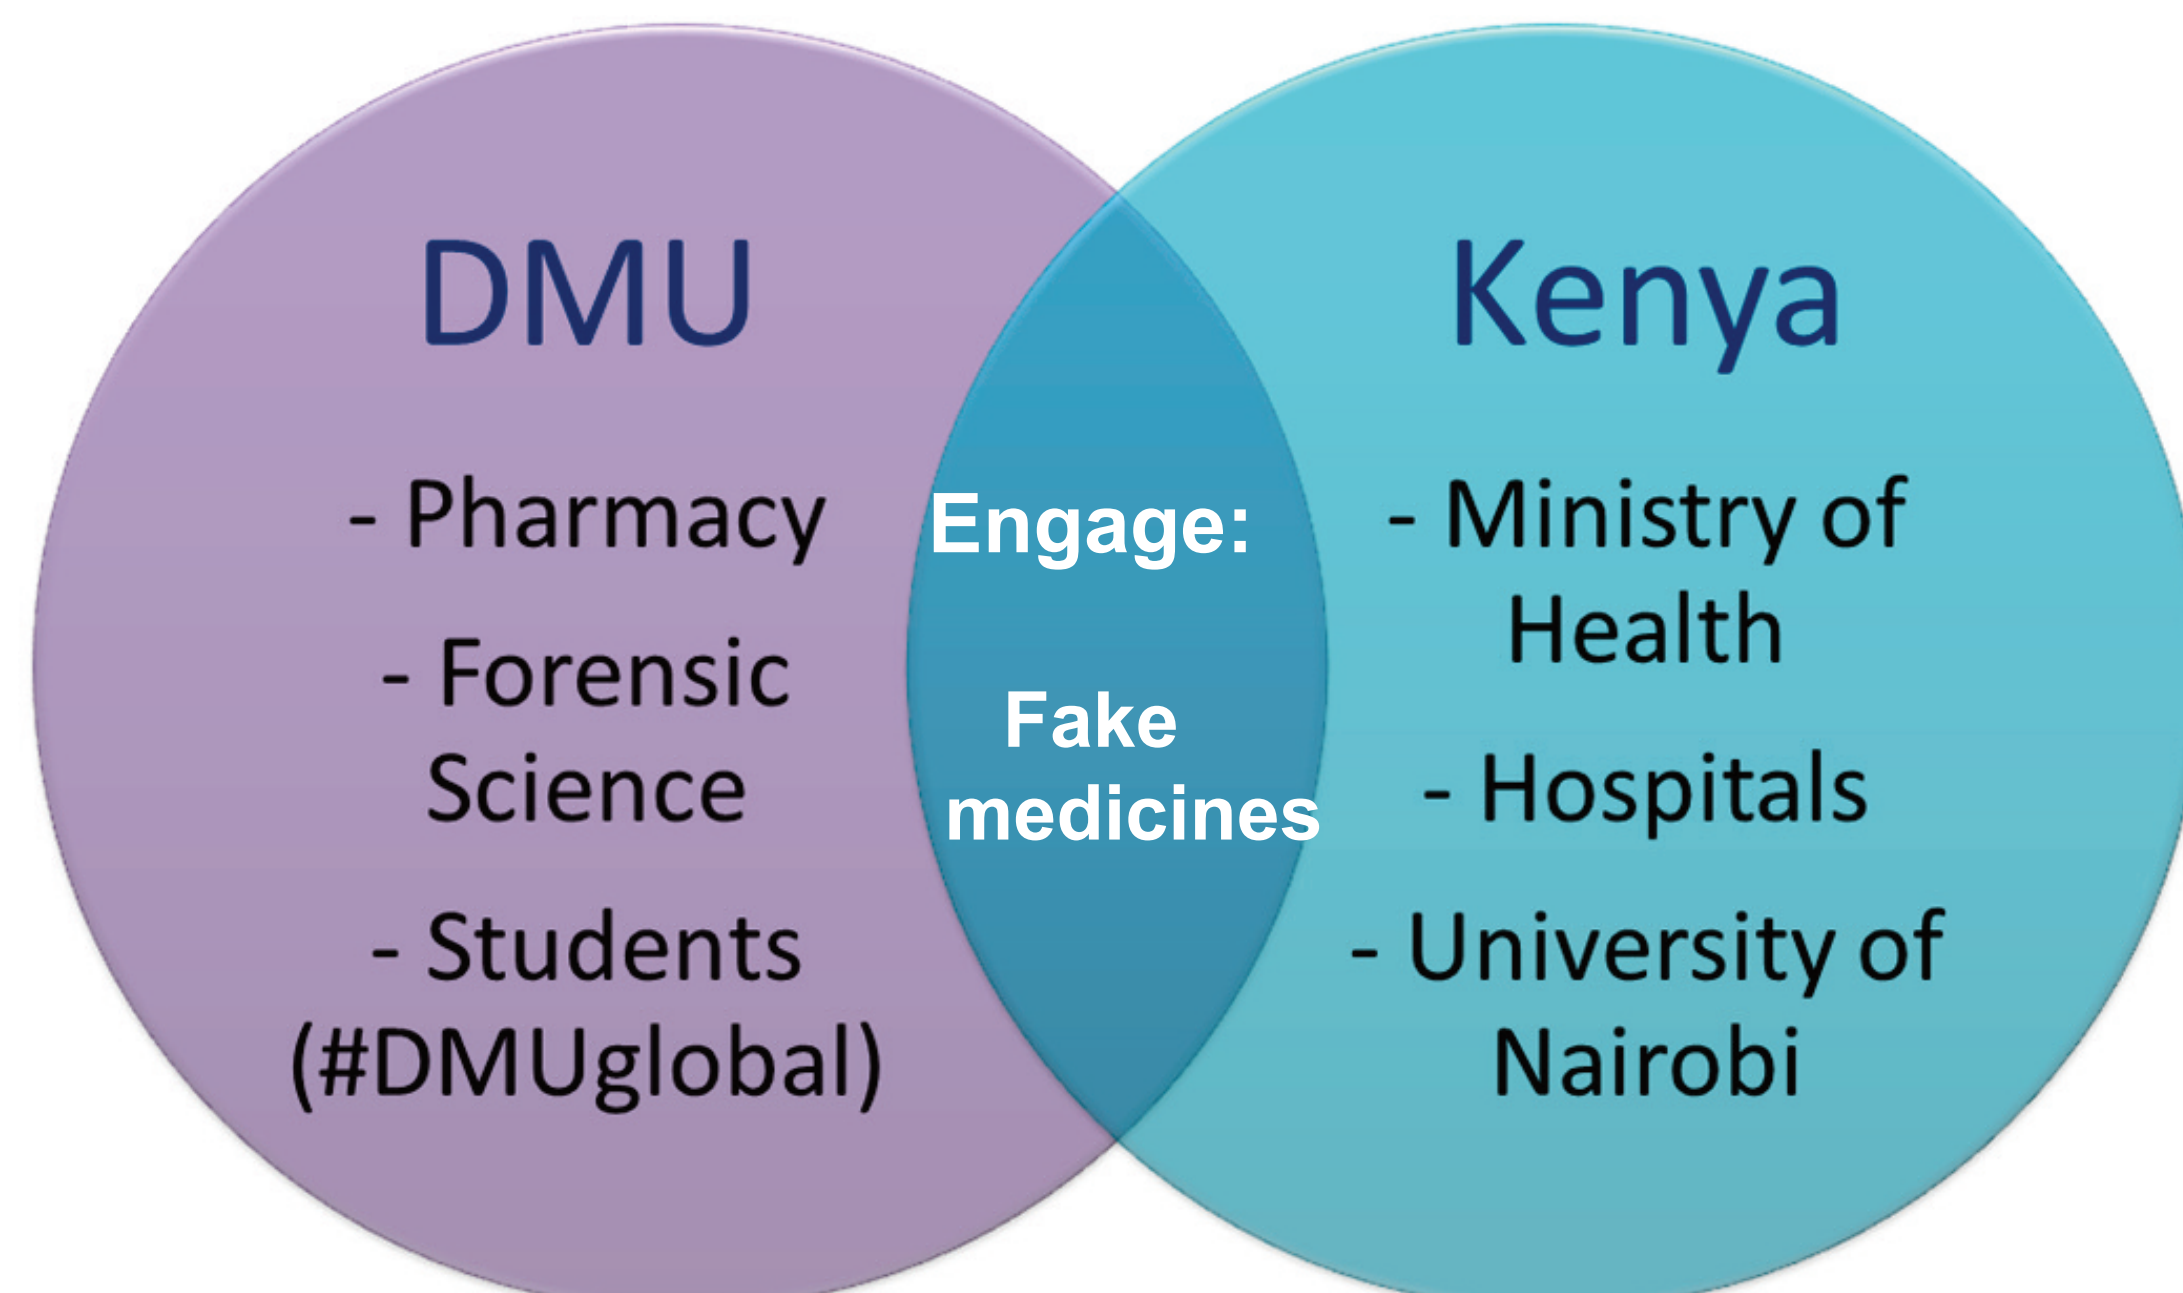 DMU
- Pharmacy
- Forensic
Science
- Students
(#DMUglobal)
Engage:
Fake
medicines
Kenya
- Ministry of
Health
- Hospitals
- University of
Nairobi